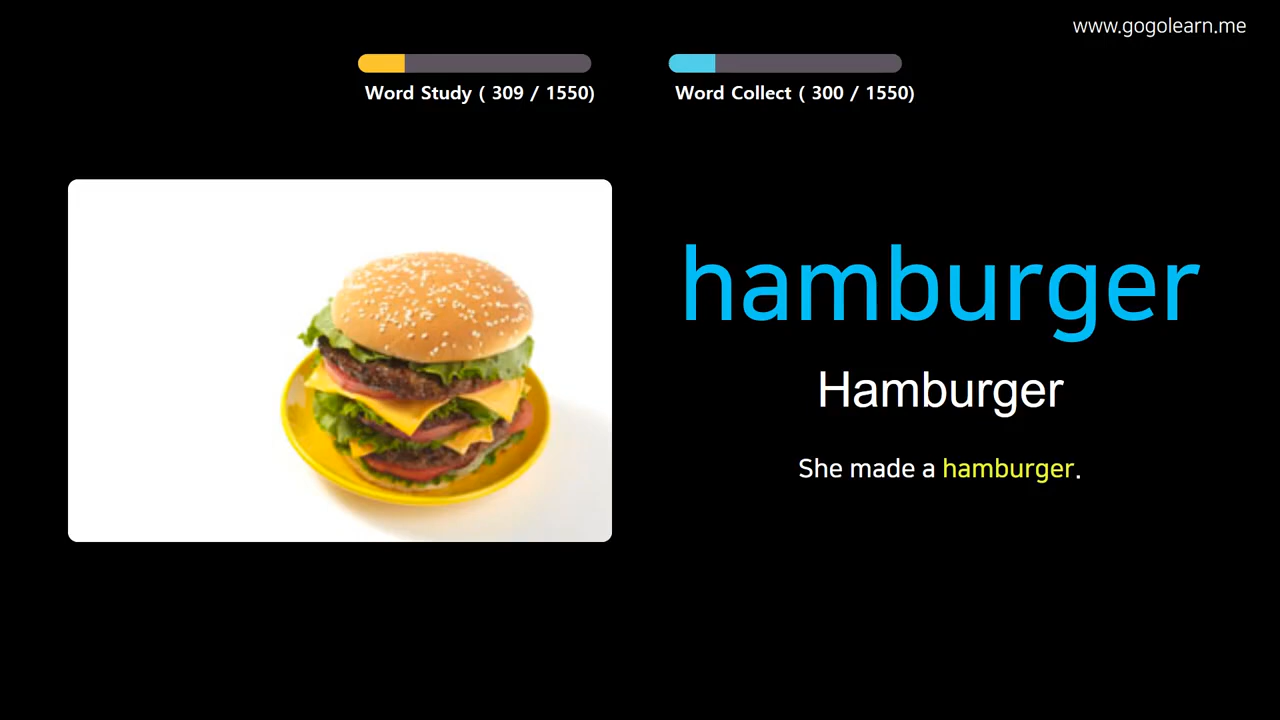 www.gogolearn.me
Word Study ( 309 / 1550)
Word Collect ( 300 / 1550)
hamburger
Hamburger
She made a hamburger.